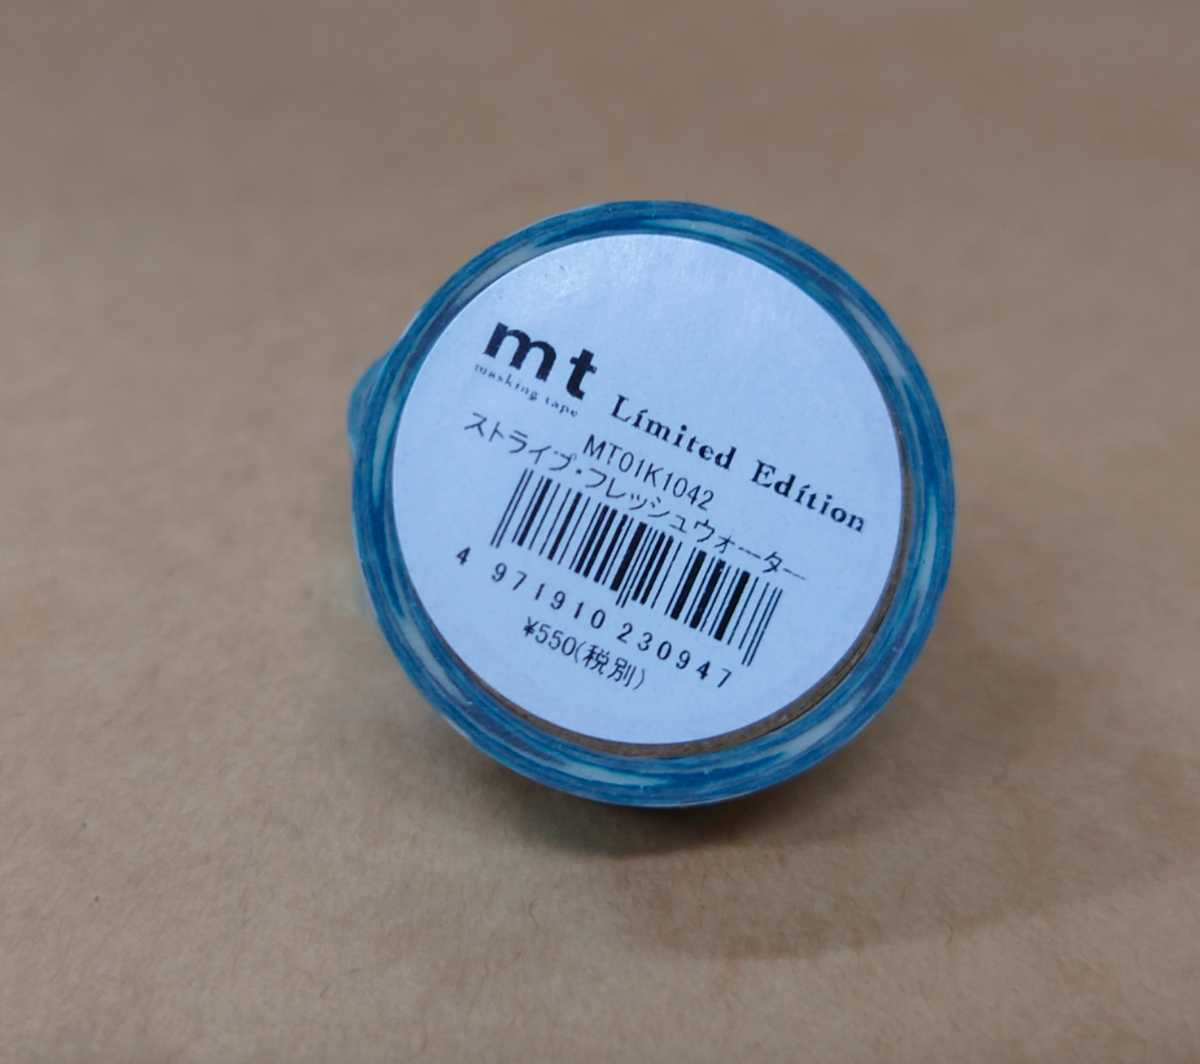 mt
masking tape
Limited Edition
MT01K1042
ストライプ・フレッシュウォーター
4 971910 230947
¥550(税別)